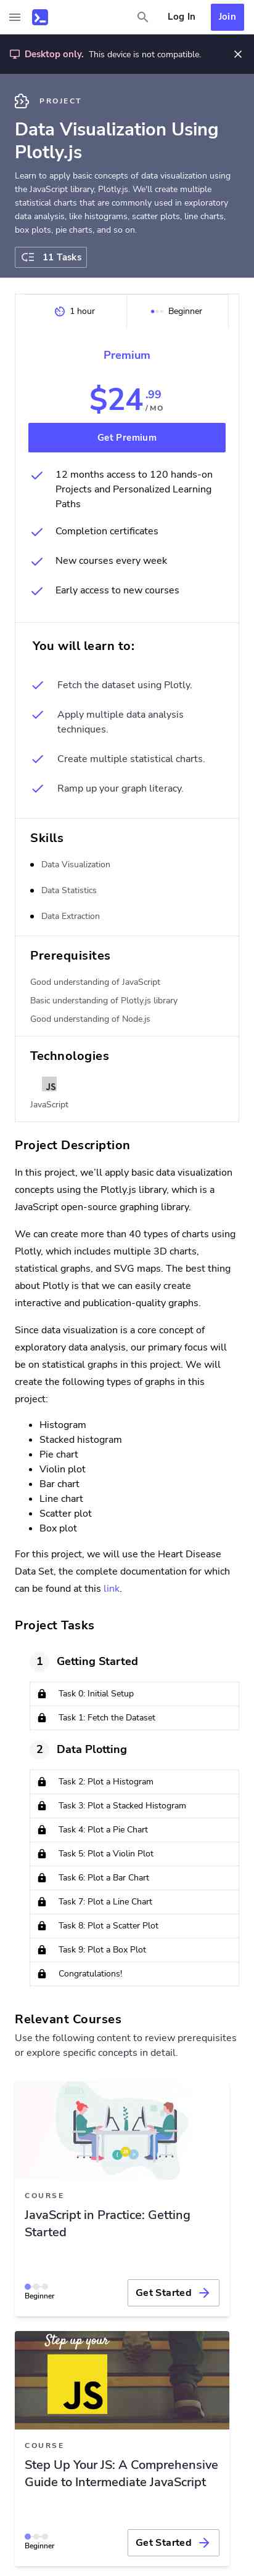 Log In
Join
Desktop only. This device is not compatible.
PROJECT
Data Visualization Using
Plotly.js
Learn to apply basic concepts of data visualization using
the JavaScript library, Plotly.js. We'll create multiple
statistical charts that are commonly used in exploratory
data analysis, like histograms, scatter plots, line charts,
box plots, pie charts, and so on.
11 Tasks
1 hour
Beginner
Premium
$24.99
/MO
Get Premium
12 months access to 120 hands-on
Projects and Personalized Learning
Paths
Completion certificates
New courses every week
Early access to new courses
You will learn to:
Fetch the dataset using Plotly.
Apply multiple data analysis
techniques.
Create multiple statistical charts.
Ramp up your graph literacy.
Skills
Data Visualization
Data Statistics
Data Extraction
Prerequisites
Good understanding of JavaScript
Basic understanding of Plotly.js library
Good understanding of Node.js
Technologies
JS
JavaScript
Project Description
In this project, we'll apply basic data visualization
concepts using the Plotly.js library, which is a
JavaScript open-source graphing library.
We can create more than 40 types of charts using
Plotly, which includes multiple 3D charts,
statistical graphs, and SVG maps. The best thing
about Plotly is that we can easily create
interactive and publication-quality graphs.
Since data visualization is a core concept of
exploratory data analysis, our primary focus will
be on statistical graphs in this project. We will
create the following types of graphs in this
project:
Histogram
Stacked histogram
Pie chart
Violin plot
Bar chart
Line chart
Scatter plot
Box plot
For this project, we will use the Heart Disease
Data Set, the complete documentation for which
can be found at this link.
Project Tasks
1 Getting Started
Task 0: Initial Setup
Task 1: Fetch the Dataset
2 Data Plotting
Task 2: Plot a Histogram
Task 3: Plot a Stacked Histogram
Task 4: Plot a Pie Chart
Task 5: Plot a Violin Plot
Task 6: Plot a Bar Chart
Task 7: Plot a Line Chart
Task 8: Plot a Scatter Plot
Task 9: Plot a Box Plot
Congratulations!
Relevant Courses
Use the following content to review prerequisites
or explore specific concepts in detail.
COURSE
JavaScript in Practice: Getting
Started
Beginner
Get Started
Step up your
JS
COURSE
Step Up Your JS: A Comprehensive
Guide to Intermediate JavaScript
Beginner
Get Started